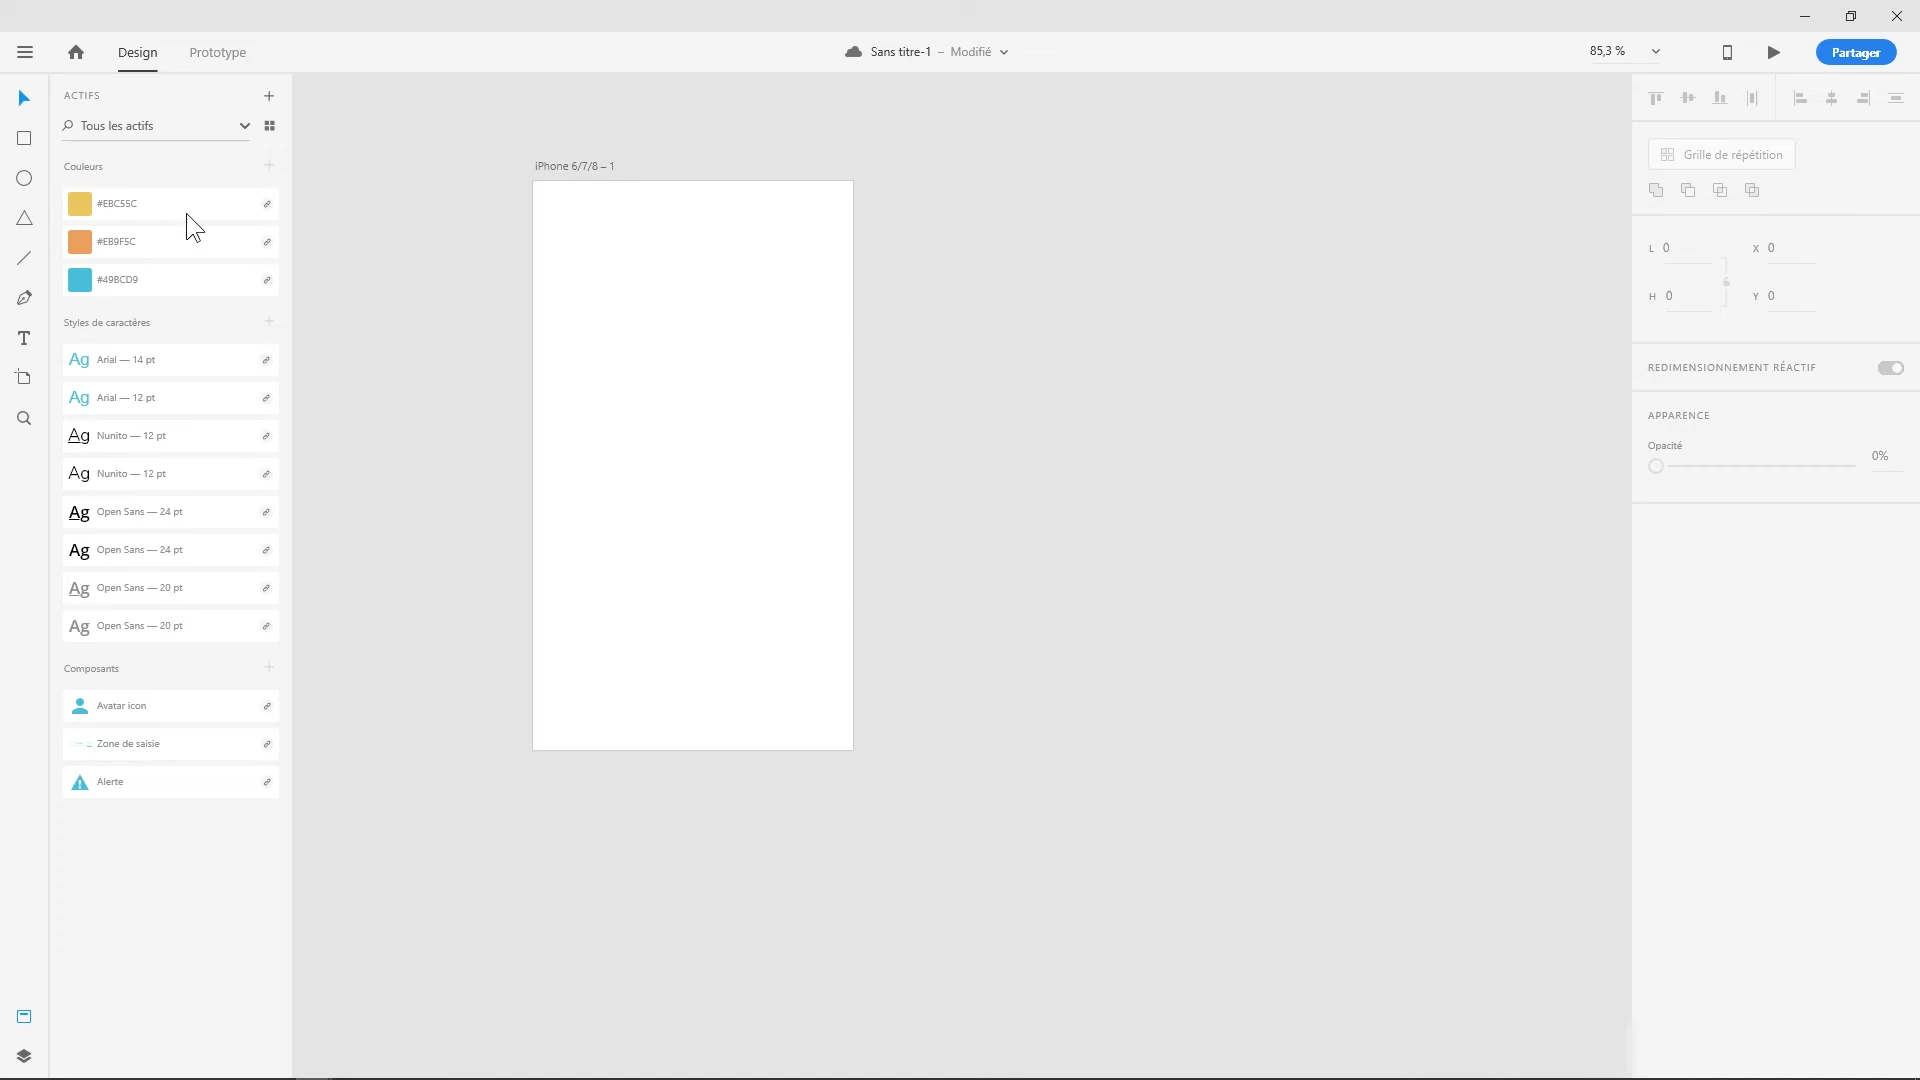 Design
Prototype
Sans titre-1 – Modifié
85,3 %
Partager
ACTIFS
Tous les actifs
Couleurs
#EBC55C
#EB9F5C
#49BCD9
Styles de caractères
Ag Arial — 14 pt
Ag Arial — 12 pt
Ag Nunito — 12 pt
Ag Nunito — 12 pt
Ag Open Sans — 24 pt
Ag Open Sans — 24 pt
Ag Open Sans — 20 pt
Ag Open Sans — 20 pt
Composants
Avatar icon
Zone de saisie
Alerte
iPhone 6/7/8 – 1
Grille de répétition
L 0 X 0
H 0 Y 0
REDIMENSIONNEMENT RÉACTIF
APPARENCE
Opacité
0%